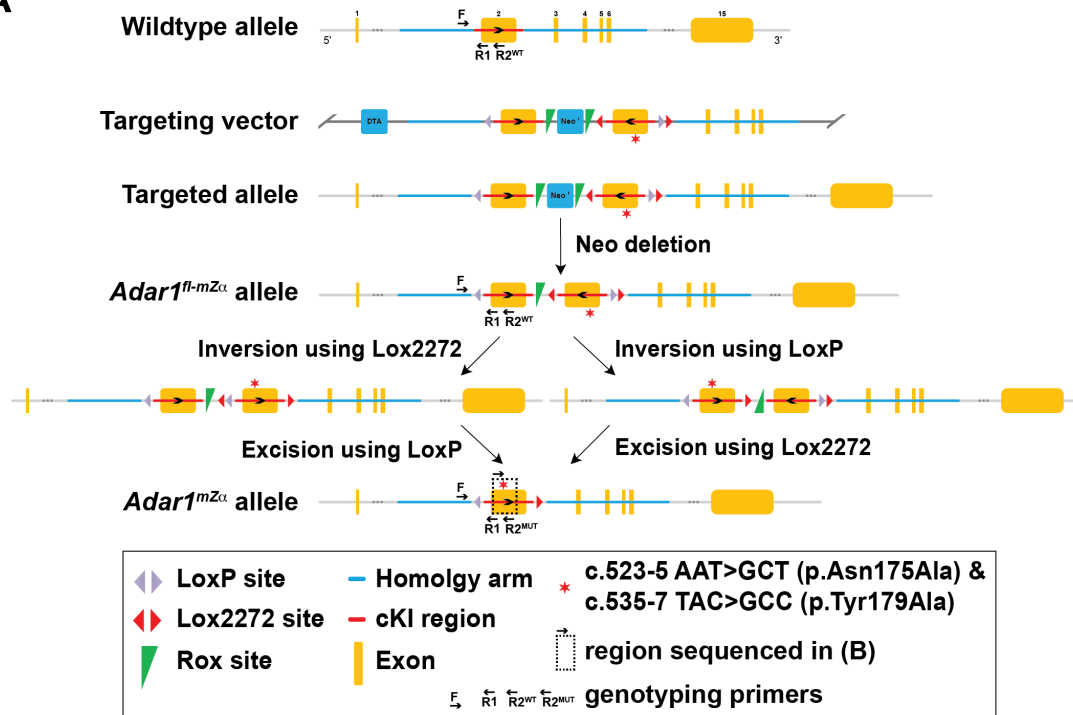 A
Wildtype allele
5'
1
F
2
3
4
5
6
15
3'
R1 R2WT
Targeting vector
DTA
Neo r
Targeted allele
Neo r
Neo deletion
Adar1fl-mZα allele
F
R1 R2WT
Inversion using Lox2272
Inversion using LoxP
Excision using LoxP
Excision using Lox2272
Adar1mZα allele
F
R1 R2MUT
LoxP site
Homolgy arm
c.523-5 AAT>GCT (p.Asn175Ala) &
c.535-7 TAC>GCC (p.Tyr179Ala)
Lox2272 site
cKI region
Rox site
Exon
region sequenced in (B)
F R1 R2WT R2MUT genotyping primers